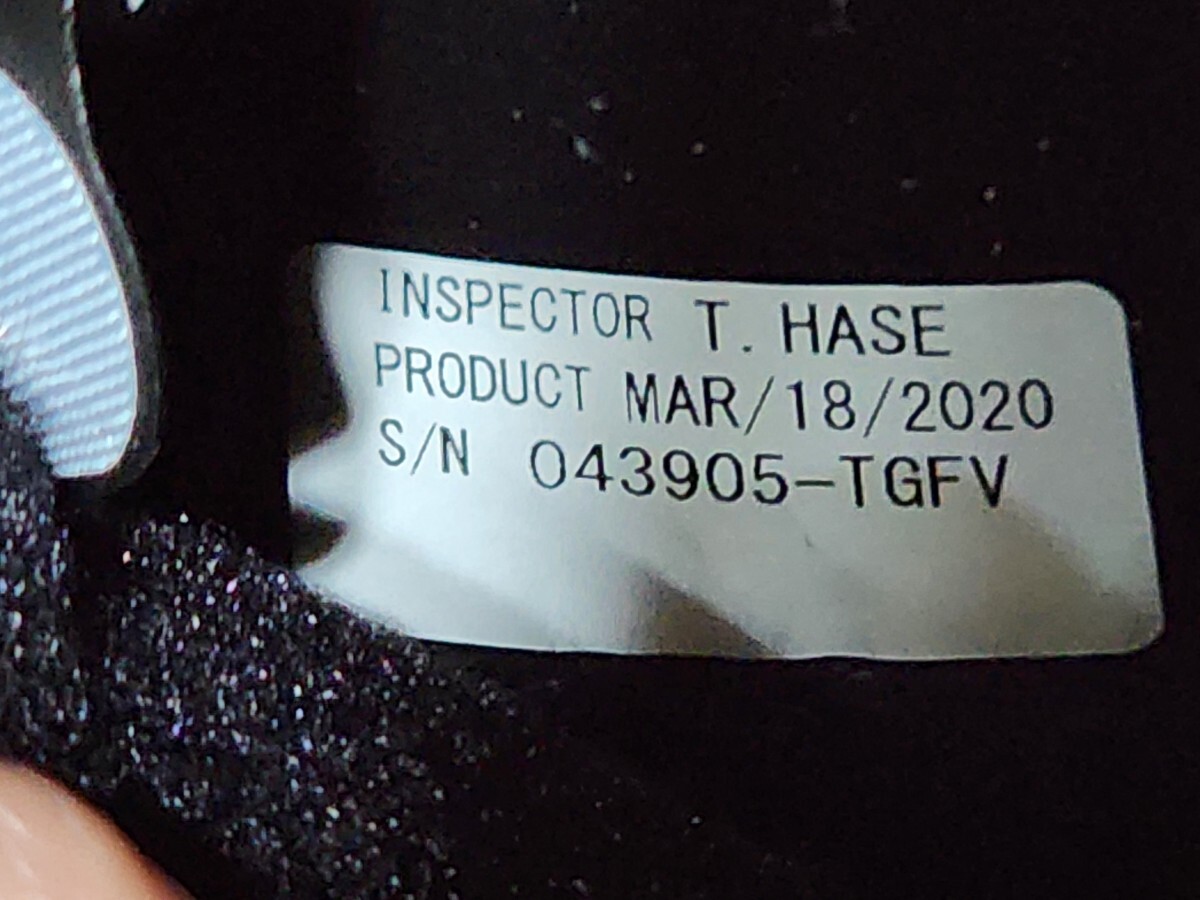 INSPECTOR T. HASE
PRODUCT MAR/18/2020
S/N 043905-TGFV